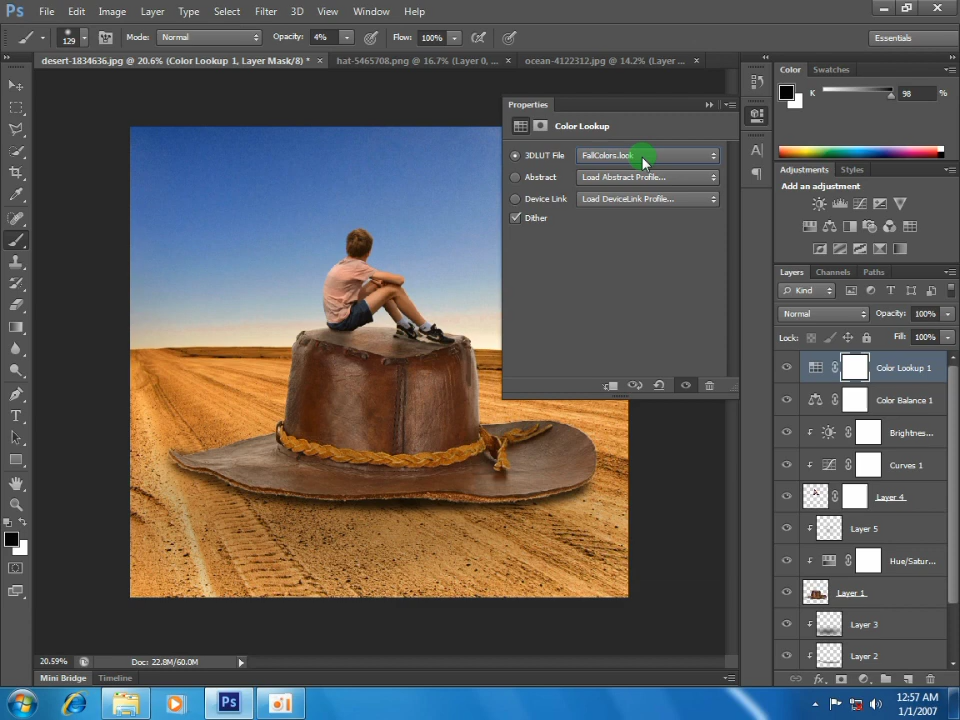 Ps File Edit Image Layer Type Select Filter 3D View Window Help
129 Mode: Normal Opacity: 4% Flow: 100% Essentials
desert-1834636.jpg @ 20.6% (Color Lookup 1, Layer Mask/8) * × hat-5465708.png @ 16.7% (Layer 0, ... × ocean-4122312.jpg @ 14.2% (Layer ... ×
Color Swatches
K 98 %
Properties
Color Lookup
3DLUT File FallColors.look
Abstract Load Abstract Profile...
Device Link Load DeviceLink Profile...
Dither
A
Adjustments Styles
Add an adjustment
Layers Channels Paths
Kind T
Normal Opacity: 100%
Lock: Fill: 100%
Color Lookup 1
Color Balance 1
Brightnes...
Curves 1
Layer 4
Layer 5
Hue/Satur...
Layer 1
Layer 3
Layer 2
fx
T
20.59% Doc: 22.8M/60.0M
Mini Bridge Timeline
Ps
12:57 AM
1/1/2007